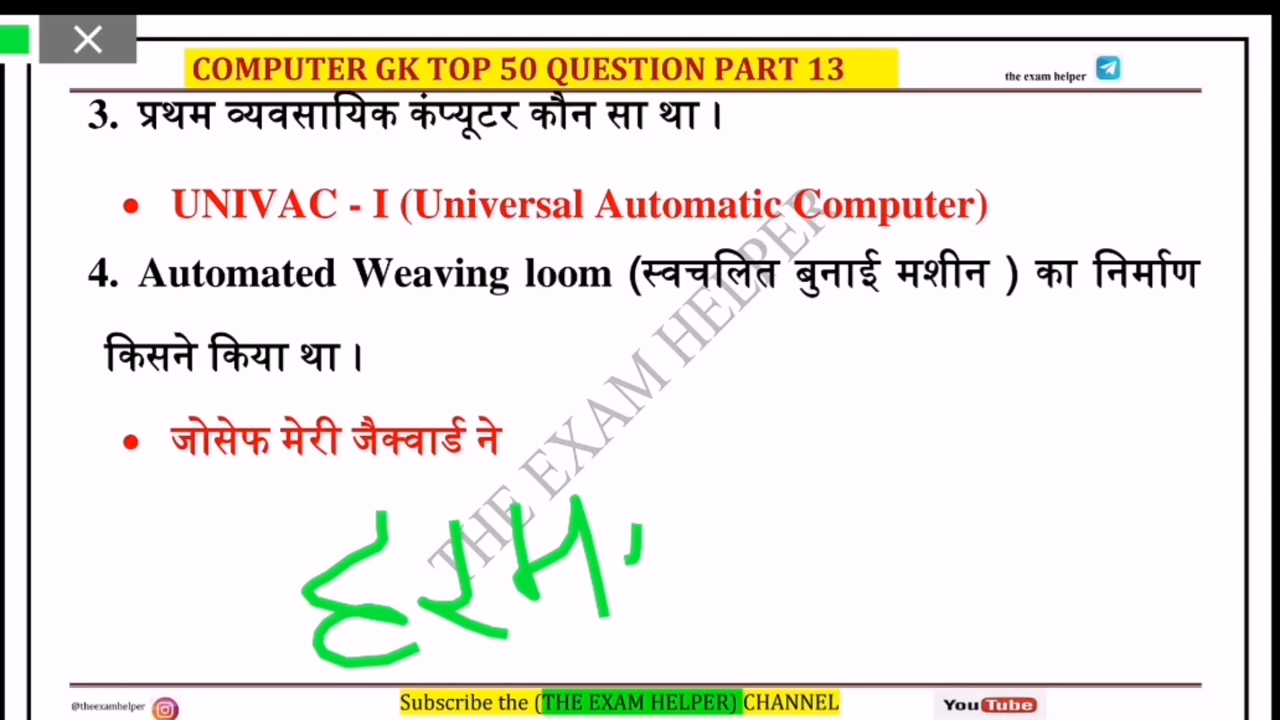 COMPUTER GK TOP 50 QUESTION PART 13
the exam helper
3. प्रथम व्यवसायिक कंप्यूटर कौन सा था ।
• UNIVAC - I (Universal Automatic Computer)
4. Automated Weaving loom (स्वचलित बुनाई मशीन ) का निर्माण
किसने किया था ।
• जोसेफ मेरी जैक्वार्ड ने
THE EXAM HELPER
@theexamhelper
Subscribe the (THE EXAM HELPER) CHANNEL
YouTube